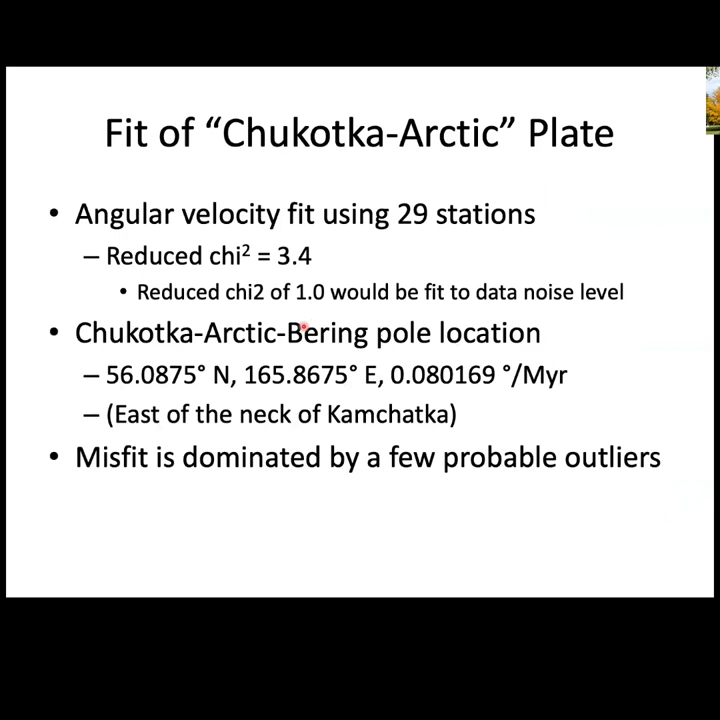 Fit of “Chukotka-Arctic” Plate
• Angular velocity fit using 29 stations
– Reduced chi² = 3.4
• Reduced chi2 of 1.0 would be fit to data noise level
• Chukotka-Arctic-Bering pole location
– 56.0875° N, 165.8675° E, 0.080169 °/Myr
– (East of the neck of Kamchatka)
• Misfit is dominated by a few probable outliers